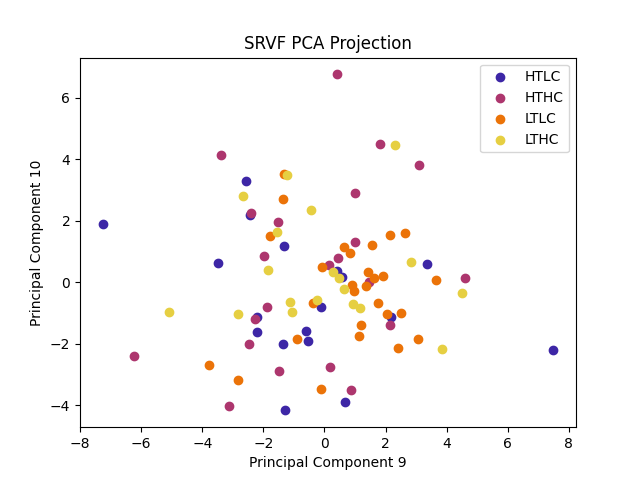 SRVF PCA Projection
HTLC
HTHC
LTLC
LTHC
6
4
2
0
−2
−4
Principal Component 10
−8
−6
−4
−2
0
2
4
6
8
Principal Component 9